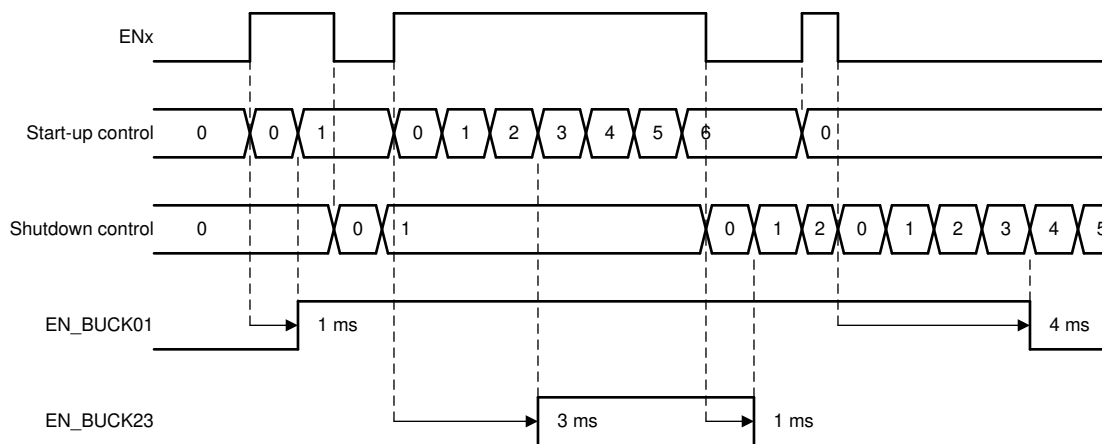 ENx
Start-up control 0 0 1 0 1 2 3 4 5 6 0
Shutdown control 0 0 1 0 1 2 0 1 2 3 4 5
EN_BUCK01 1 ms 4 ms
EN_BUCK23 3 ms 1 ms